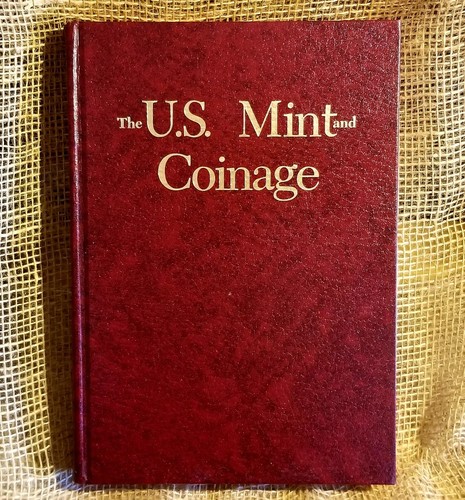 The U.S. Mint and
Coinage